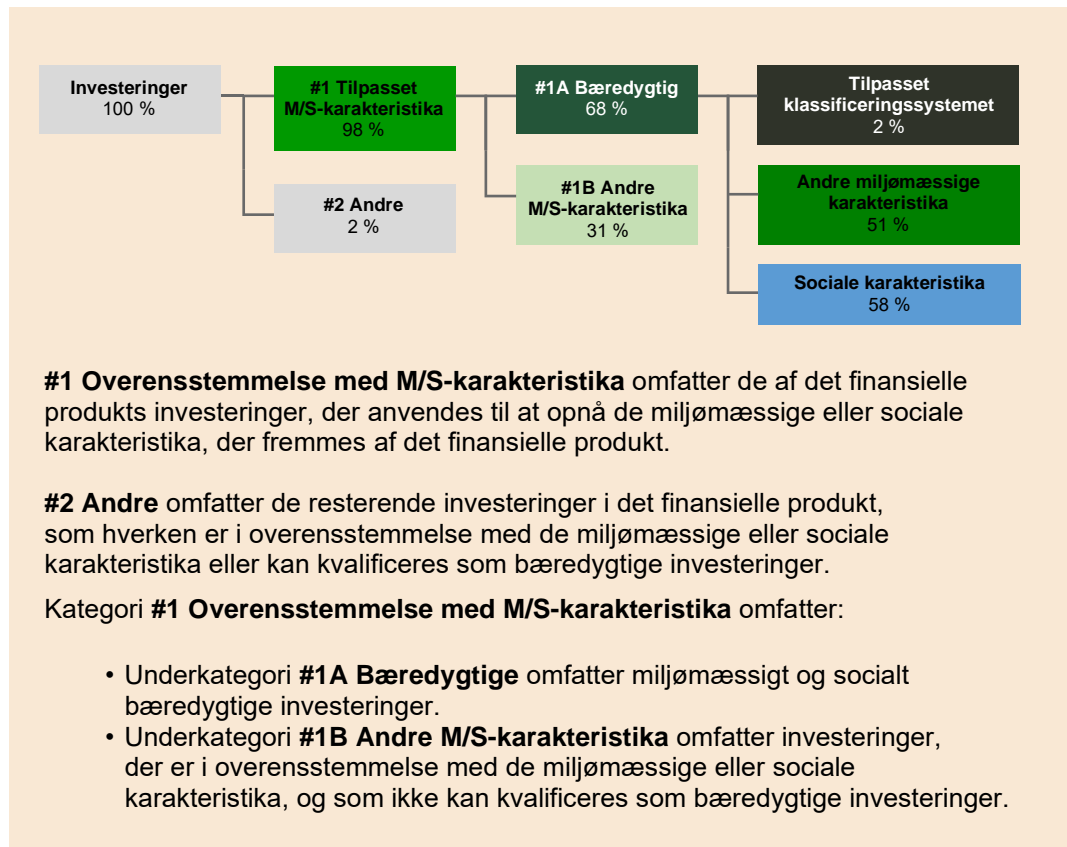 Investeringer
100 %
#1 Tilpasset
M/S-karakteristika
98 %
#2 Andre
2 %
#1A Bæredygtig
68 %
#1B Andre
M/S-karakteristika
31 %
Tilpasset
klassificeringssystemet
2 %
Andre miljømæssige
karakteristika
51 %
Sociale karakteristika
58 %
#1 Overensstemmelse med M/S-karakteristika omfatter de af det finansielle
produkts investeringer, der anvendes til at opnå de miljømæssige eller sociale
karakteristika, der fremmes af det finansielle produkt.
#2 Andre omfatter de resterende investeringer i det finansielle produkt,
som hverken er i overensstemmelse med de miljømæssige eller sociale
karakteristika eller kan kvalificeres som bæredygtige investeringer.
Kategori #1 Overensstemmelse med M/S-karakteristika omfatter:
• Underkategori #1A Bæredygtige omfatter miljømæssigt og socialt
bæredygtige investeringer.
• Underkategori #1B Andre M/S-karakteristika omfatter investeringer,
der er i overensstemmelse med de miljømæssige eller sociale
karakteristika, og som ikke kan kvalificeres som bæredygtige investeringer.